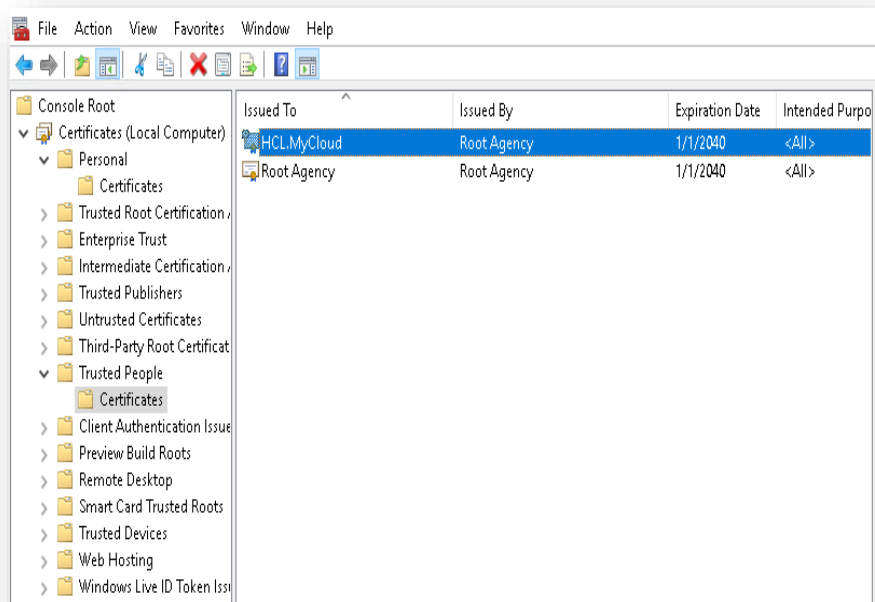 File Action View Favorites Window Help
Console Root
Certificates (Local Computer)
Personal
Certificates
Trusted Root Certification
Enterprise Trust
Intermediate Certification
Trusted Publishers
Untrusted Certificates
Third-Party Root Certificat
Trusted People
Certificates
Client Authentication Issue
Preview Build Roots
Remote Desktop
Smart Card Trusted Roots
Trusted Devices
Web Hosting
Windows Live ID Token Iss
Issued To Issued By Expiration Date Intended Purpo
HCL.MyCloud Root Agency 1/1/2040 <All>
Root Agency Root Agency 1/1/2040 <All>